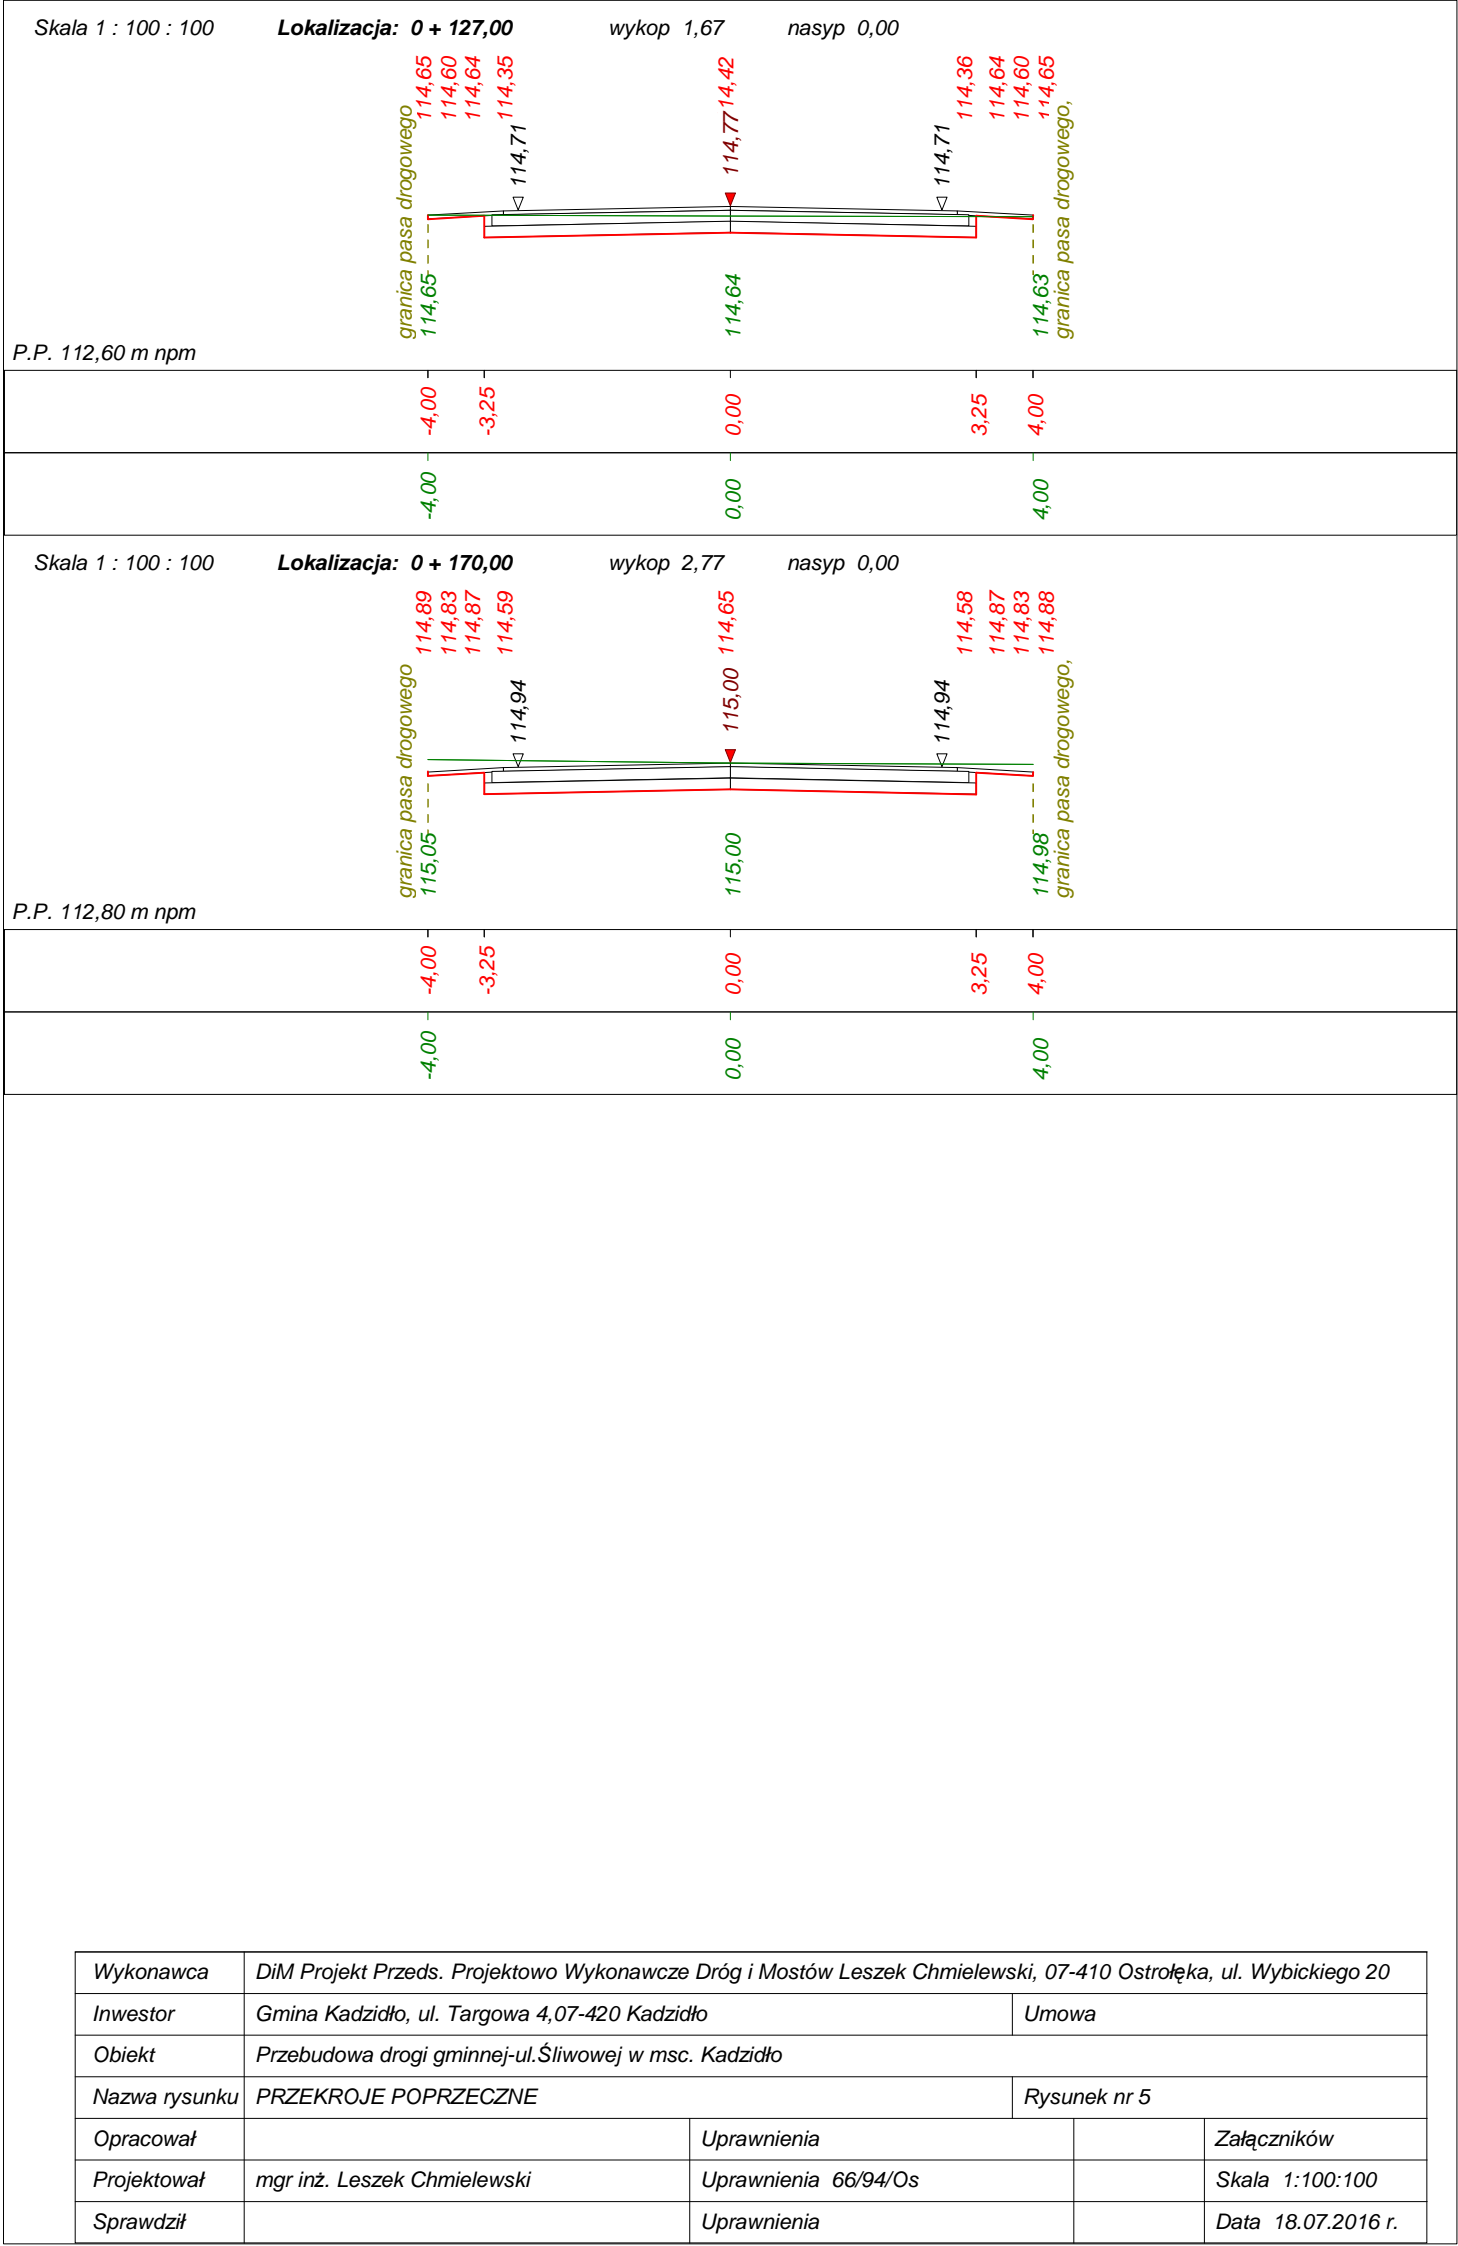 Skala 1 : 100 : 100 Lokalizacja: 0 + 127,00 wykop 1,67 nasyp 0,00
114,65 114,60 114,64 114,35 14,42 114,36 114,64 114,60 114,65
granica pasa drogowego 114,71 114,77 114,71 granica pasa drogowego,
114,65 114,64 114,63
P.P. 112,60 m npm
-4,00 -3,25 0,00 3,25 4,00
-4,00 0,00 4,00
Skala 1 : 100 : 100 Lokalizacja: 0 + 170,00 wykop 2,77 nasyp 0,00
114,89 114,83 114,87 114,59 114,65 114,58 114,87 114,83 114,88
granica pasa drogowego 114,94 115,00 114,94 granica pasa drogowego,
115,05 115,00 114,98
P.P. 112,80 m npm
-4,00 -3,25 0,00 3,25 4,00
-4,00 0,00 4,00
Wykonawca DiM Projekt Przeds. Projektowo Wykonawcze Dróg i Mostów Leszek Chmielewski, 07-410 Ostrołęka, ul. Wybickiego 20
Inwestor Gmina Kadzidło, ul. Targowa 4,07-420 Kadzidło Umowa
Obiekt Przebudowa drogi gminnej-ul.Śliwowej w msc. Kadzidło
Nazwa rysunku PRZEKROJE POPRZECZNE Rysunek nr 5
Opracował Uprawnienia Załączników
Projektował mgr inż. Leszek Chmielewski Uprawnienia 66/94/Os Skala 1:100:100
Sprawdził Uprawnienia Data 18.07.2016 r.